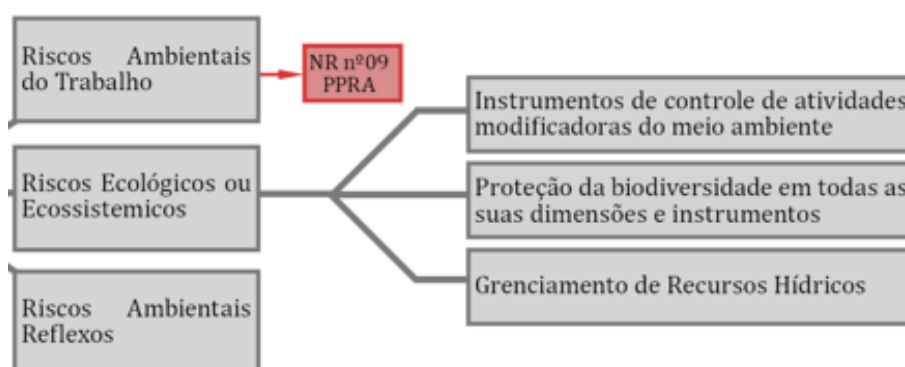 Riscos Ambientais
do Trabalho
NR nº09
PPRA
Instrumentos de controle de atividades
modificadoras do meio ambiente
Riscos Ecológicos ou
Ecossistemicos
Proteção da biodiversidade em todas as
suas dimensões e instrumentos
Grenciamento de Recursos Hídricos
Riscos Ambientais
Reflexos